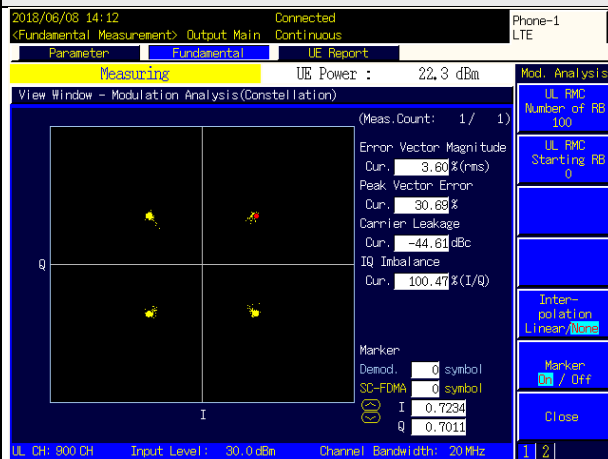 2018/06/08 14:12 Connected Phone-1
<Fundamental Measurement> Output Main Continuous LTE
Parameter Fundamental UE Report
Measuring UE Power : 22.3 dBm Mod. Analysis
View Window - Modulation Analysis(Constellation)
UL RMC
Number of RB
100
(Meas.Count: 1/ 1)
UL RMC
Starting RB
0
Error Vector Magnitude
Cur. 3.60 %(rms)
Peak Vector Error
Cur. 30.69 %
Carrier Leakage
Cur. -44.61 dBc
IQ Imbalance
Cur. 100.47 %(I/Q)
Q
I
Inter-
polation
Linear/None
Marker
Demod. 0 symbol
SC-FDMA 0 symbol
I 0.7234
Q 0.7011
Marker
On / Off
Close
UL CH: 900 CH Input Level: 30.0 dBm Channel Bandwidth: 20 MHz 1 2